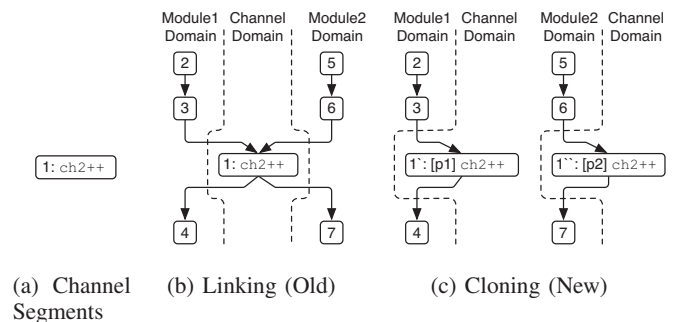 Module1 Channel Module2 Module1 Channel Module2 Channel
Domain Domain Domain Domain Domain Domain Domain
2 5 2 5
3 6 3 6
1: ch2++ 1: ch2++ 1`: [p1] ch2++ 1``: [p2] ch2++
4 7 4 7
(a) Channel (b) Linking (Old) (c) Cloning (New)
Segments